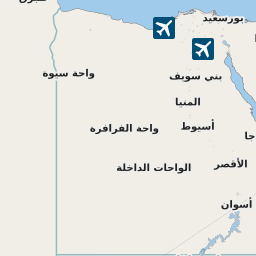 بورسعيد
واحة سيوة
بني سويف
المنيا
أسيوط
واحة الفرافرة
الواحات الداخلة
الأقصر
أسوان